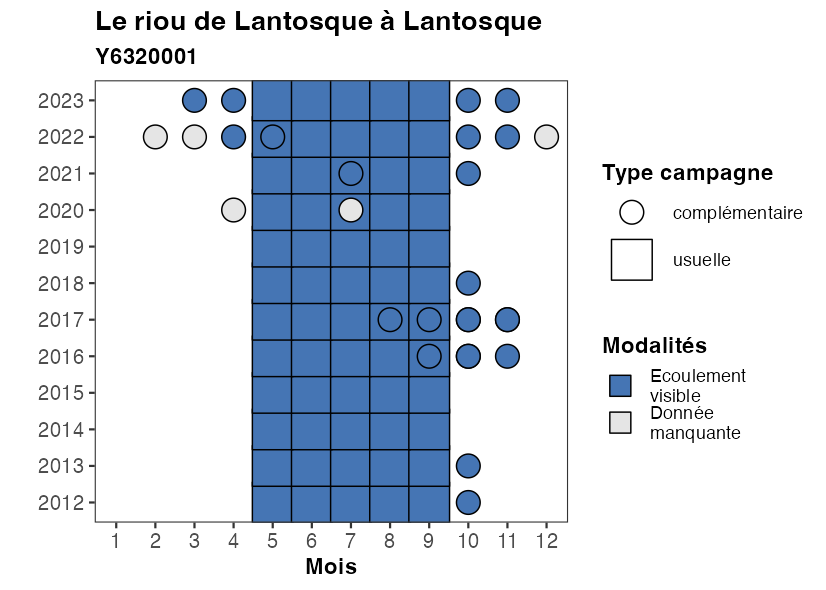 Le riou de Lantosque à Lantosque
Y6320001
2023
2022
2021
2020
2019
2018
2017
2016
2015
2014
2013
2012
1 2 3 4 5 6 7 8 9 10 11 12
Mois
Type campagne
complémentaire
usuelle
Modalités
Ecoulement
visible
Donnée
manquante